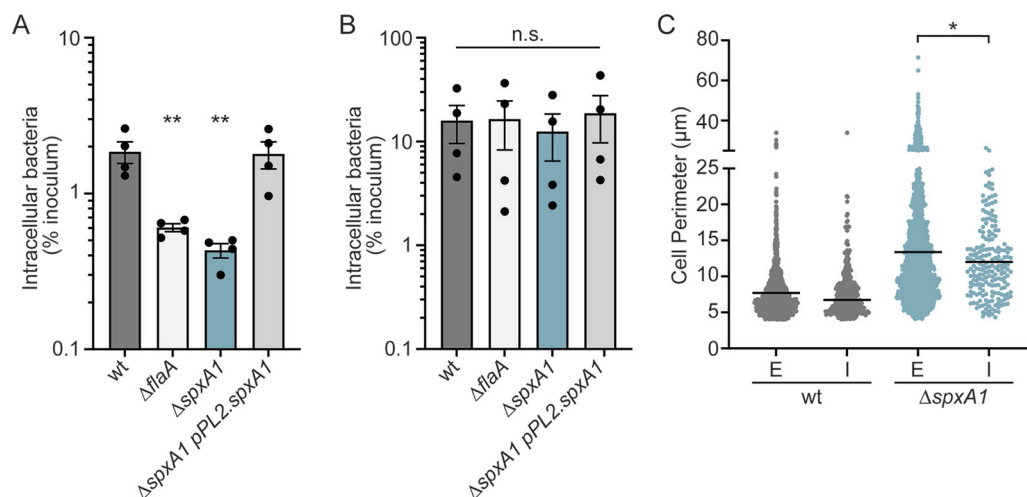 A
Intracellular bacteria
(% inoculum)
10
1
0.1
**
**
wt
ΔflaA
ΔspxA1
ΔspxA1 pPL2.spxA1
B
Intracellular bacteria
(% inoculum)
100
10
1
0.1
n.s.
wt
ΔflaA
ΔspxA1
ΔspxA1 pPL2.spxA1
C
Cell Perimeter (µm)
80
60
40
25
20
15
10
5
0
*
E
I
E
I
wt
ΔspxA1